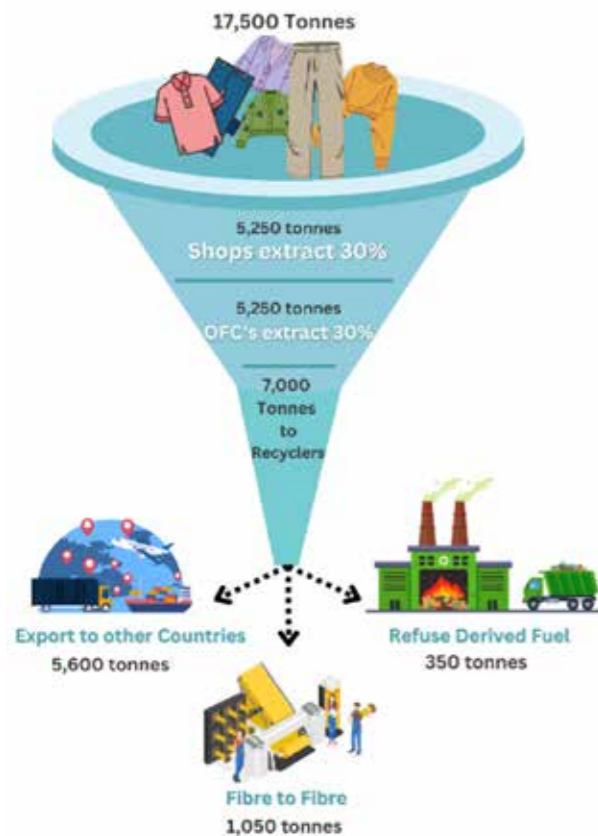 17,500 Tonnes
5,250 tonnes
Shops extract 30%
5,250 tonnes
OFC's extract 30%
7,000
Tonnes
to
Recyclers
Export to other Countries
5,600 tonnes
Refuse Derived Fuel
350 tonnes
Fibre to Fibre
1,050 tonnes